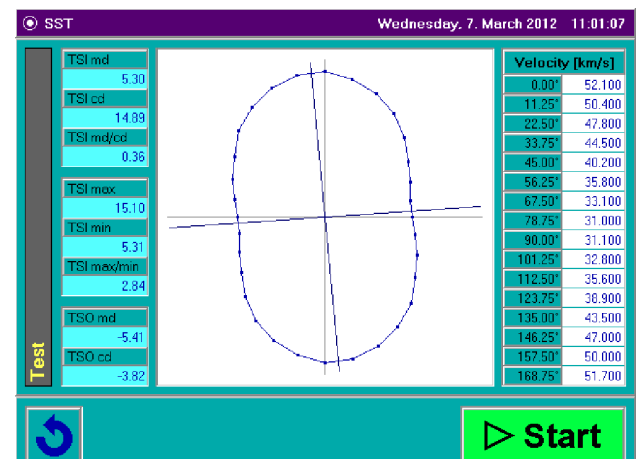 SST Wednesday, 7. March 2012 11:01:07
TSI md
5.30
TSI cd
14.89
TSI md/cd
0.36
TSI max
15.10
TSI min
5.31
TSI max/min
2.84
TSO md
-5.41
TSO cd
-3.82
Test
Velocity [km/s]
0.00° 52.100
11.25° 50.400
22.50° 47.800
33.75° 44.500
45.00° 40.200
56.25° 35.800
67.50° 33.100
78.75° 31.000
90.00° 31.100
101.25° 32.800
112.50° 35.600
123.75° 38.900
135.00° 43.500
146.25° 47.000
157.50° 50.000
168.75° 51.700
Start